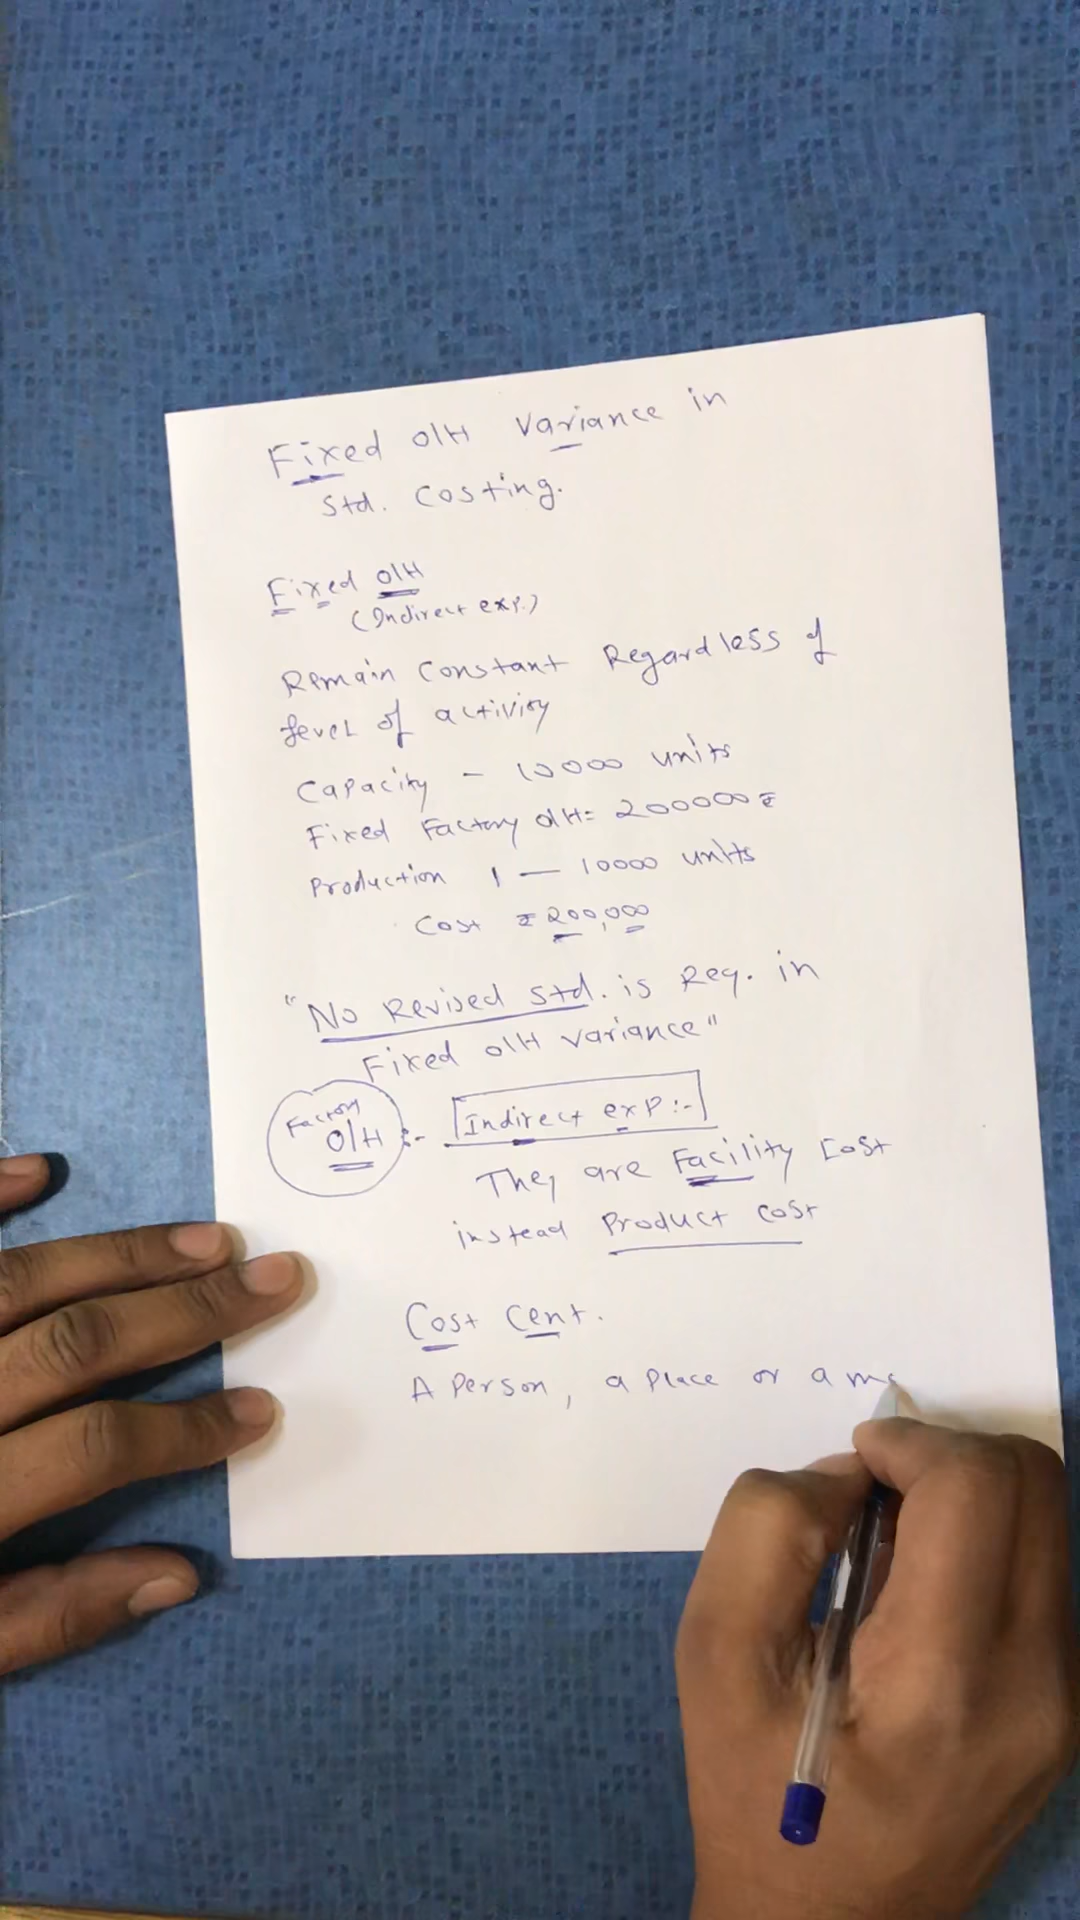 Fixed O/H Variance in
Std. Costing.
Fixed O/H
(Indirect exp.)
Remain Constant Regardless of
level of activity
Capacity - 10000 units
Fixed Factory O/H = 200000 ₹
Production 1 — 10000 units
Cost ₹ 200,000
"No Revised Std. is Req. in
Fixed O/H variance"
Factory
O/H :- Indirect exp :-
They are Facility Cost
instead Product cost
Cost Cent.
A Person, a Place or a